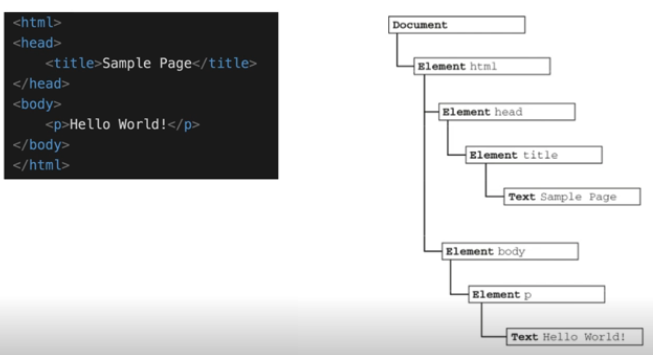 <html>
<head>
<title>Sample Page</title>
</head>
<body>
<p>Hello World!</p>
</body>
</html>
Document
Element html
Element head
Element title
Text Sample Page
Element body
Element p
Text Hello World!